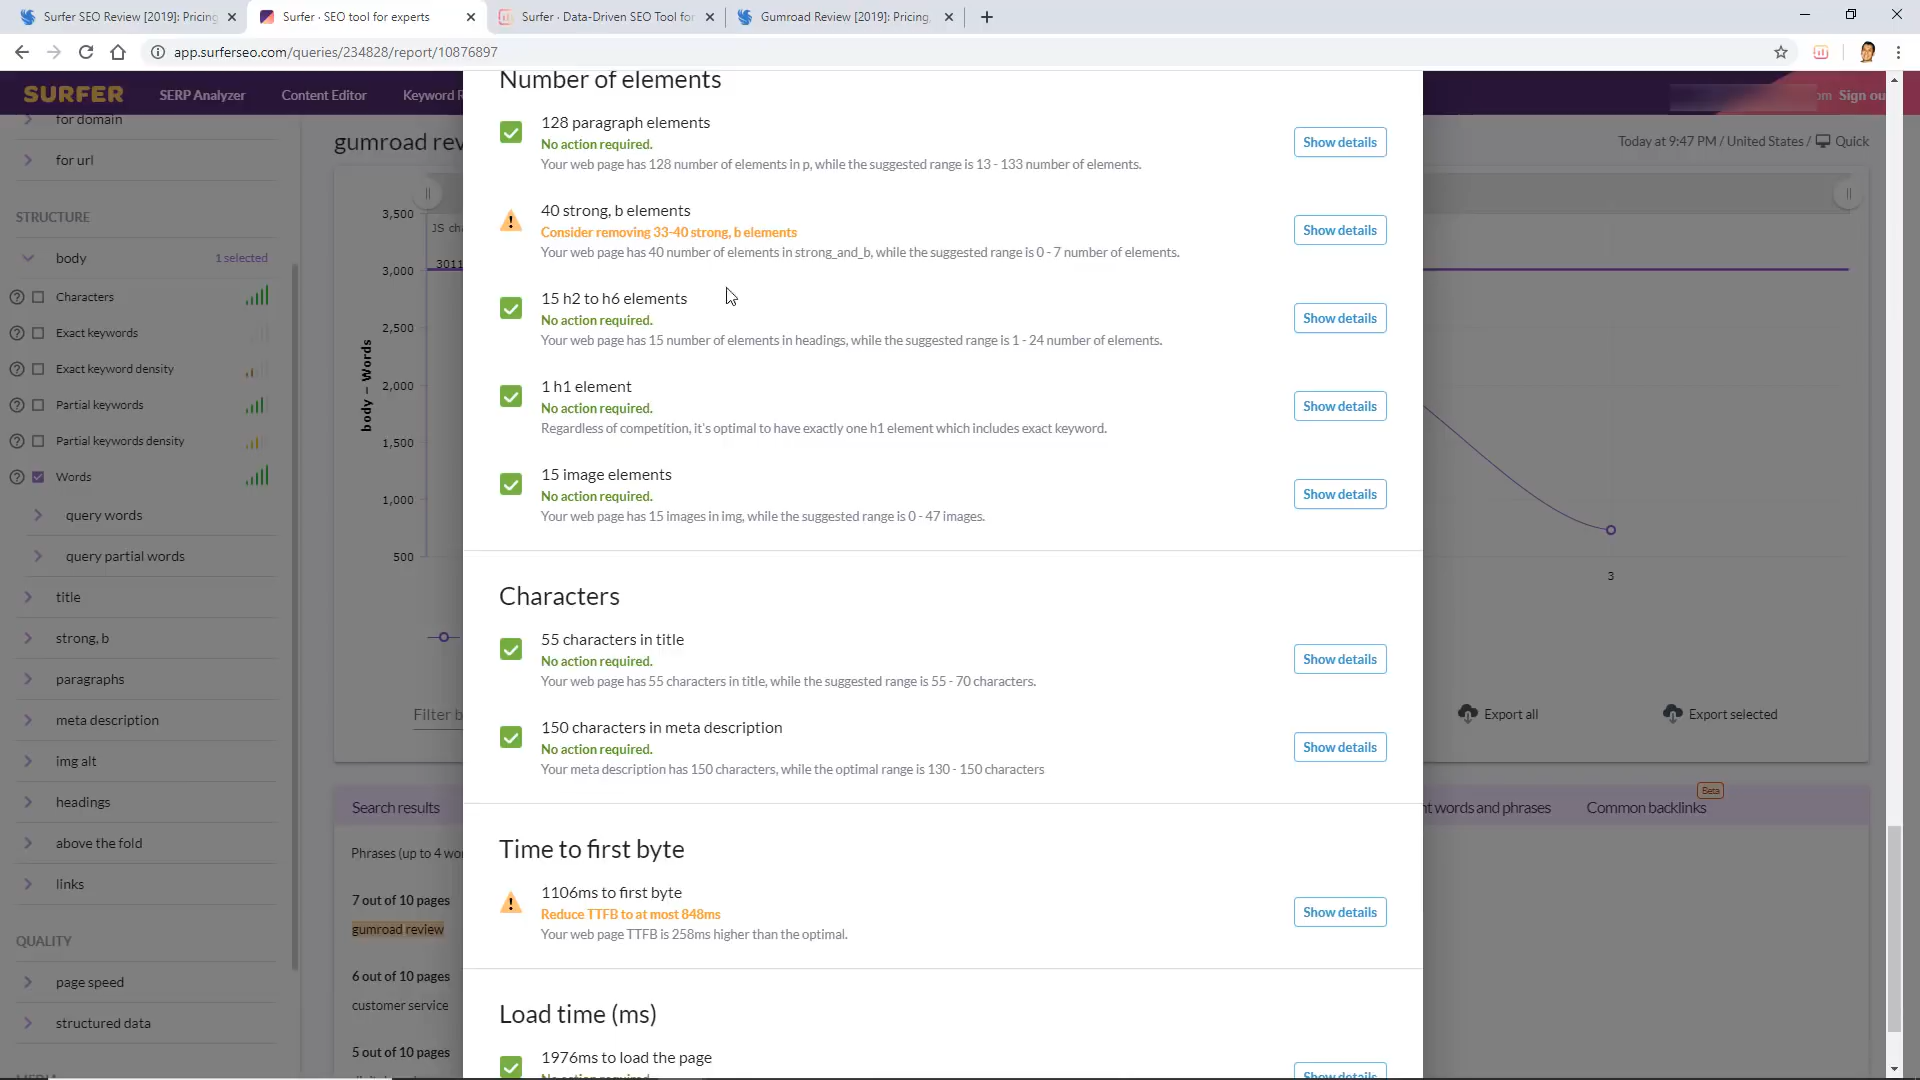 Surfer SEO Review [2019]: Pricing
Surfer · SEO tool for experts
Surfer · Data-Driven SEO Tool for
Gumroad Review [2019]: Pricing,
app.surferseo.com/queries/234828/report/10876897
SURFER
SERP Analyzer
Content Editor
Keyword R
om
Sign ou
for domain
for url
STRUCTURE
body
1 selected
Characters
Exact keywords
Exact keyword density
Partial keywords
Partial keywords density
Words
query words
query partial words
title
strong, b
paragraphs
meta description
img alt
headings
above the fold
links
QUALITY
page speed
structured data
gumroad rev
Today at 9:47 PM / United States /
Quick
3,500
3,000
2,500
2,000
1,500
1,000
500
body – Words
JS cha
3011
3
Filter b
Export all
Export selected
Search results
nt words and phrases
Common backlinks
Beta
Phrases (up to 4 wor
7 out of 10 pages
gumroad review
6 out of 10 pages
customer service
5 out of 10 pages
Number of elements
128 paragraph elements
No action required.
Your web page has 128 number of elements in p, while the suggested range is 13 - 133 number of elements.
Show details
40 strong, b elements
Consider removing 33-40 strong, b elements
Your web page has 40 number of elements in strong_and_b, while the suggested range is 0 - 7 number of elements.
Show details
15 h2 to h6 elements
No action required.
Your web page has 15 number of elements in headings, while the suggested range is 1 - 24 number of elements.
Show details
1 h1 element
No action required.
Regardless of competition, it's optimal to have exactly one h1 element which includes exact keyword.
Show details
15 image elements
No action required.
Your web page has 15 images in img, while the suggested range is 0 - 47 images.
Show details
Characters
55 characters in title
No action required.
Your web page has 55 characters in title, while the suggested range is 55 - 70 characters.
Show details
150 characters in meta description
No action required.
Your meta description has 150 characters, while the optimal range is 130 - 150 characters
Show details
Time to first byte
1106ms to first byte
Reduce TTFB to at most 848ms
Your web page TTFB is 258ms higher than the optimal.
Show details
Load time (ms)
1976ms to load the page
No action required.
Show details